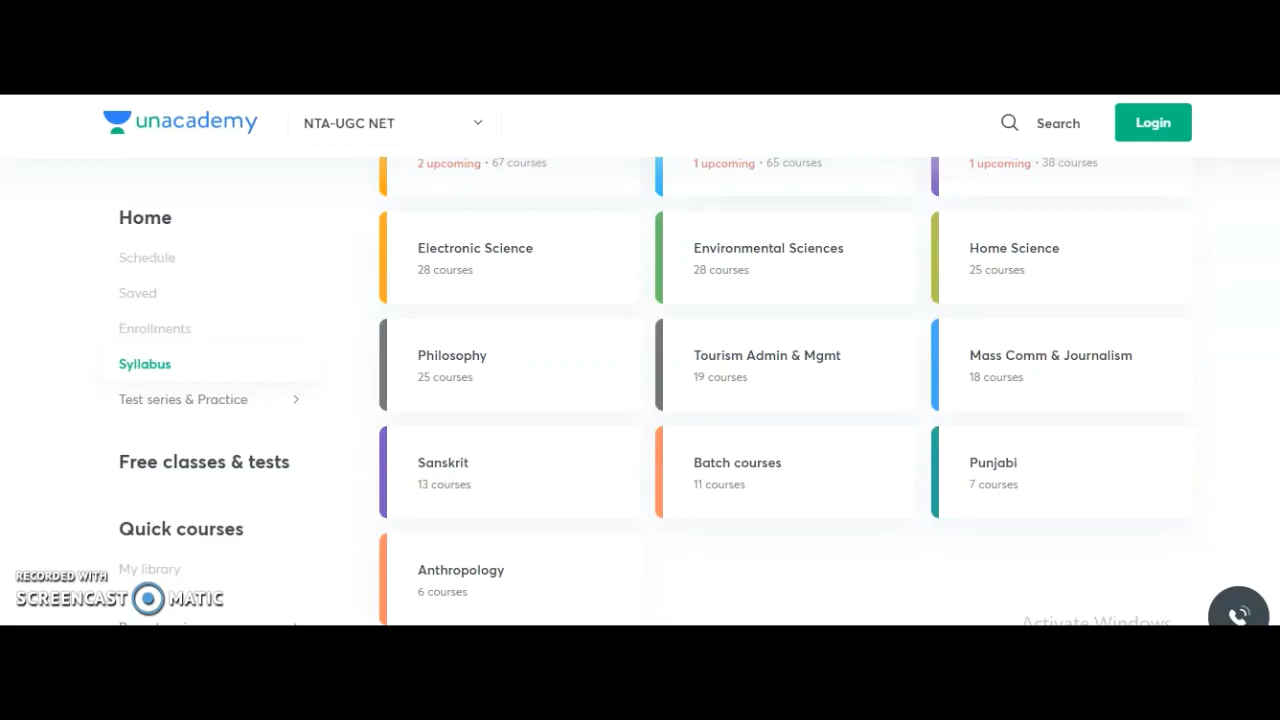 unacademy
NTA-UGC NET
Search
Login
2 upcoming • 67 courses
1 upcoming • 65 courses
1 upcoming • 38 courses
Home
Schedule
Saved
Enrollments
Syllabus
Test series & Practice
Free classes & tests
Quick courses
My library
Electronic Science
28 courses
Environmental Sciences
28 courses
Home Science
25 courses
Philosophy
25 courses
Tourism Admin & Mgmt
19 courses
Mass Comm & Journalism
18 courses
Sanskrit
13 courses
Batch courses
11 courses
Punjabi
7 courses
Anthropology
6 courses
RECORDED WITH
SCREENCAST MATIC
Activate Windows